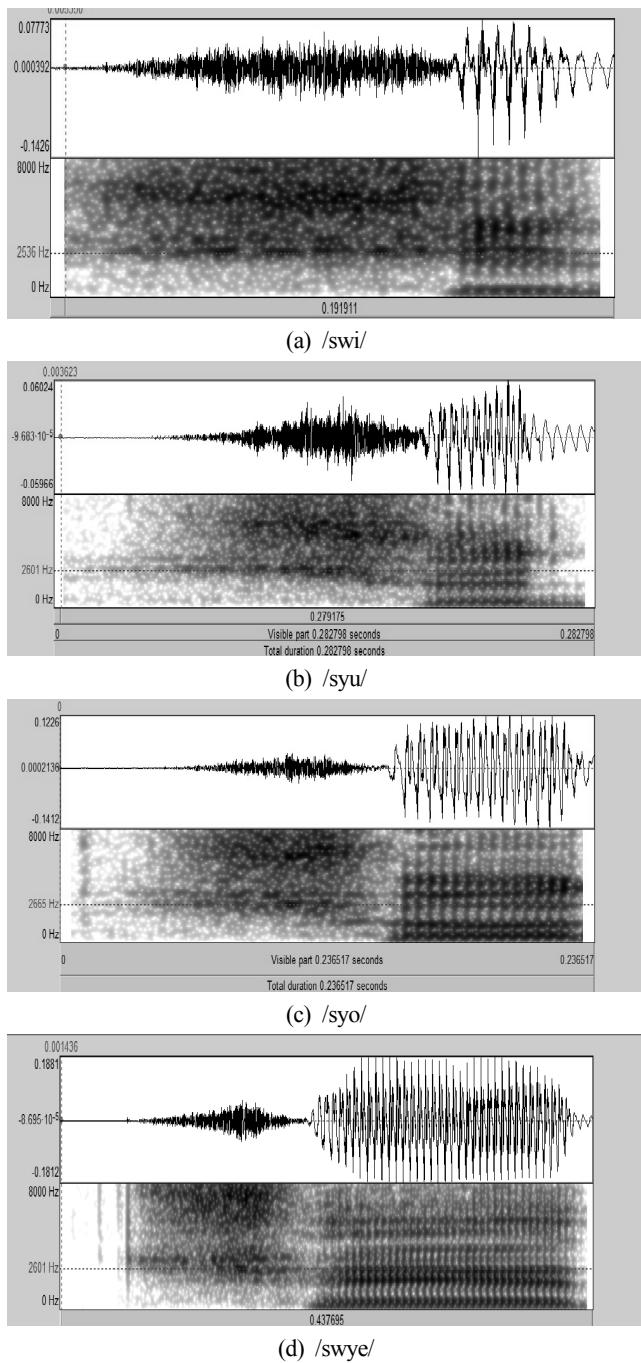 0.07773
0.000392
-0.1426
8000 Hz
2536 Hz
0 Hz
0.191911
(a) /swi/
0.003623
0.06024
-9.683·10⁻⁵
-0.05966
8000 Hz
2601 Hz
0 Hz
0.279175
0 Visible part 0.282798 seconds 0.282798
Total duration 0.282798 seconds
(b) /syu/
0
0.1226
0.0002136
-0.1412
8000 Hz
2665 Hz
0 Hz
0 Visible part 0.236517 seconds 0.236517
Total duration 0.236517 seconds
(c) /syo/
0.001436
0.1881
-8.695·10⁻⁵
-0.1812
8000 Hz
2601 Hz
0 Hz
0.437695
(d) /swye/